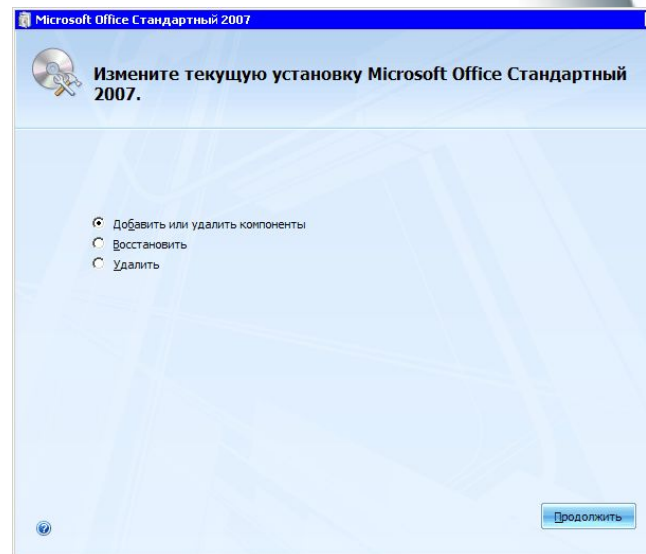 Microsoft Office Стандартный 2007
Измените текущую установку Microsoft Office Стандартный
2007.
Добавить или удалить компоненты
Восстановить
Удалить
Продолжить
?